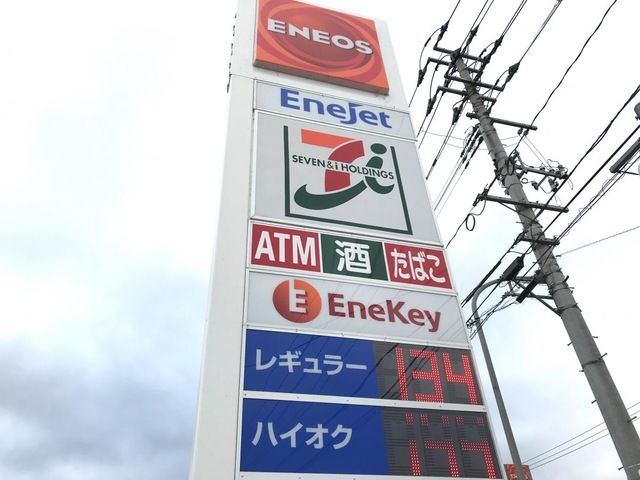 ENEOS
EneJet
7i
SEVEN & i HOLDINGS
ATM 酒 たばこ
E EneKey
レギュラー 134
ハイオク